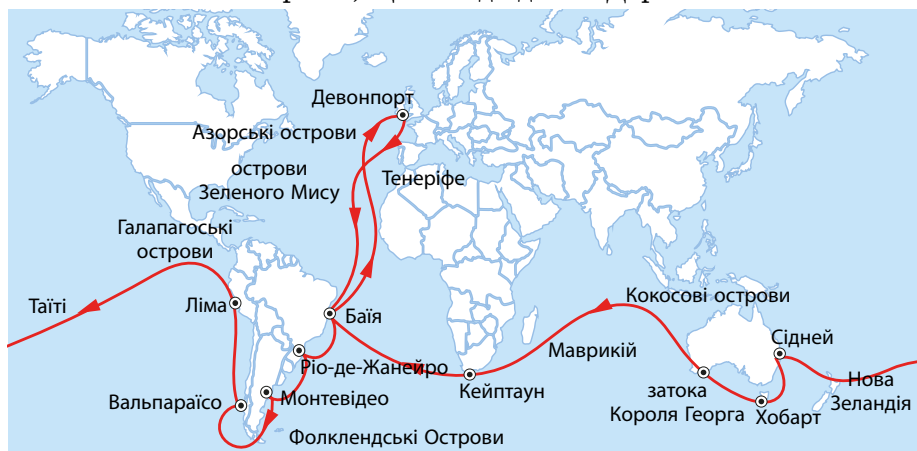 Девонпорт
Азорські острови
острови
Зеленого Мису
Тенеріфе
Галапагоські
острови
Таїті
Ліма
Баїя
Кокосові острови
Сідней
Маврикій
Ріо-де-Жанейро
Кейптаун
Вальпараїсо
Монтевідео
затока
Короля Георга
Нова
Зеландія
Хобарт
Фолклендські Острови